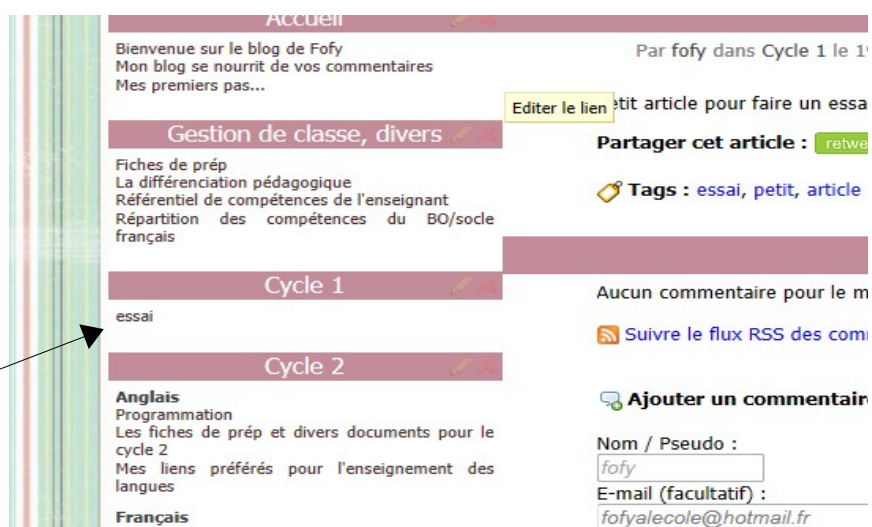 Accueil
Bienvenue sur le blog de Fofy
Mon blog se nourrit de vos commentaires
Mes premiers pas...
Gestion de classe, divers
Fiches de prép
La différenciation pédagogique
Référentiel de compétences de l'enseignant
Répartition des compétences du BO/socle
français
Cycle 1
essai
Cycle 2
Anglais
Programmation
Les fiches de prép et divers documents pour le
cycle 2
Mes liens préférés pour l'enseignement des
langues
Français
Par fofy dans Cycle 1 le 1
Editer le lien
tit article pour faire un essa
Partager cet article : retwe
Tags : essai, petit, article
Aucun commentaire pour le m
Suivre le flux RSS des com
Ajouter un commentaire
Nom / Pseudo :
fofy
E-mail (facultatif) :
fofyalecole@hotmail.fr